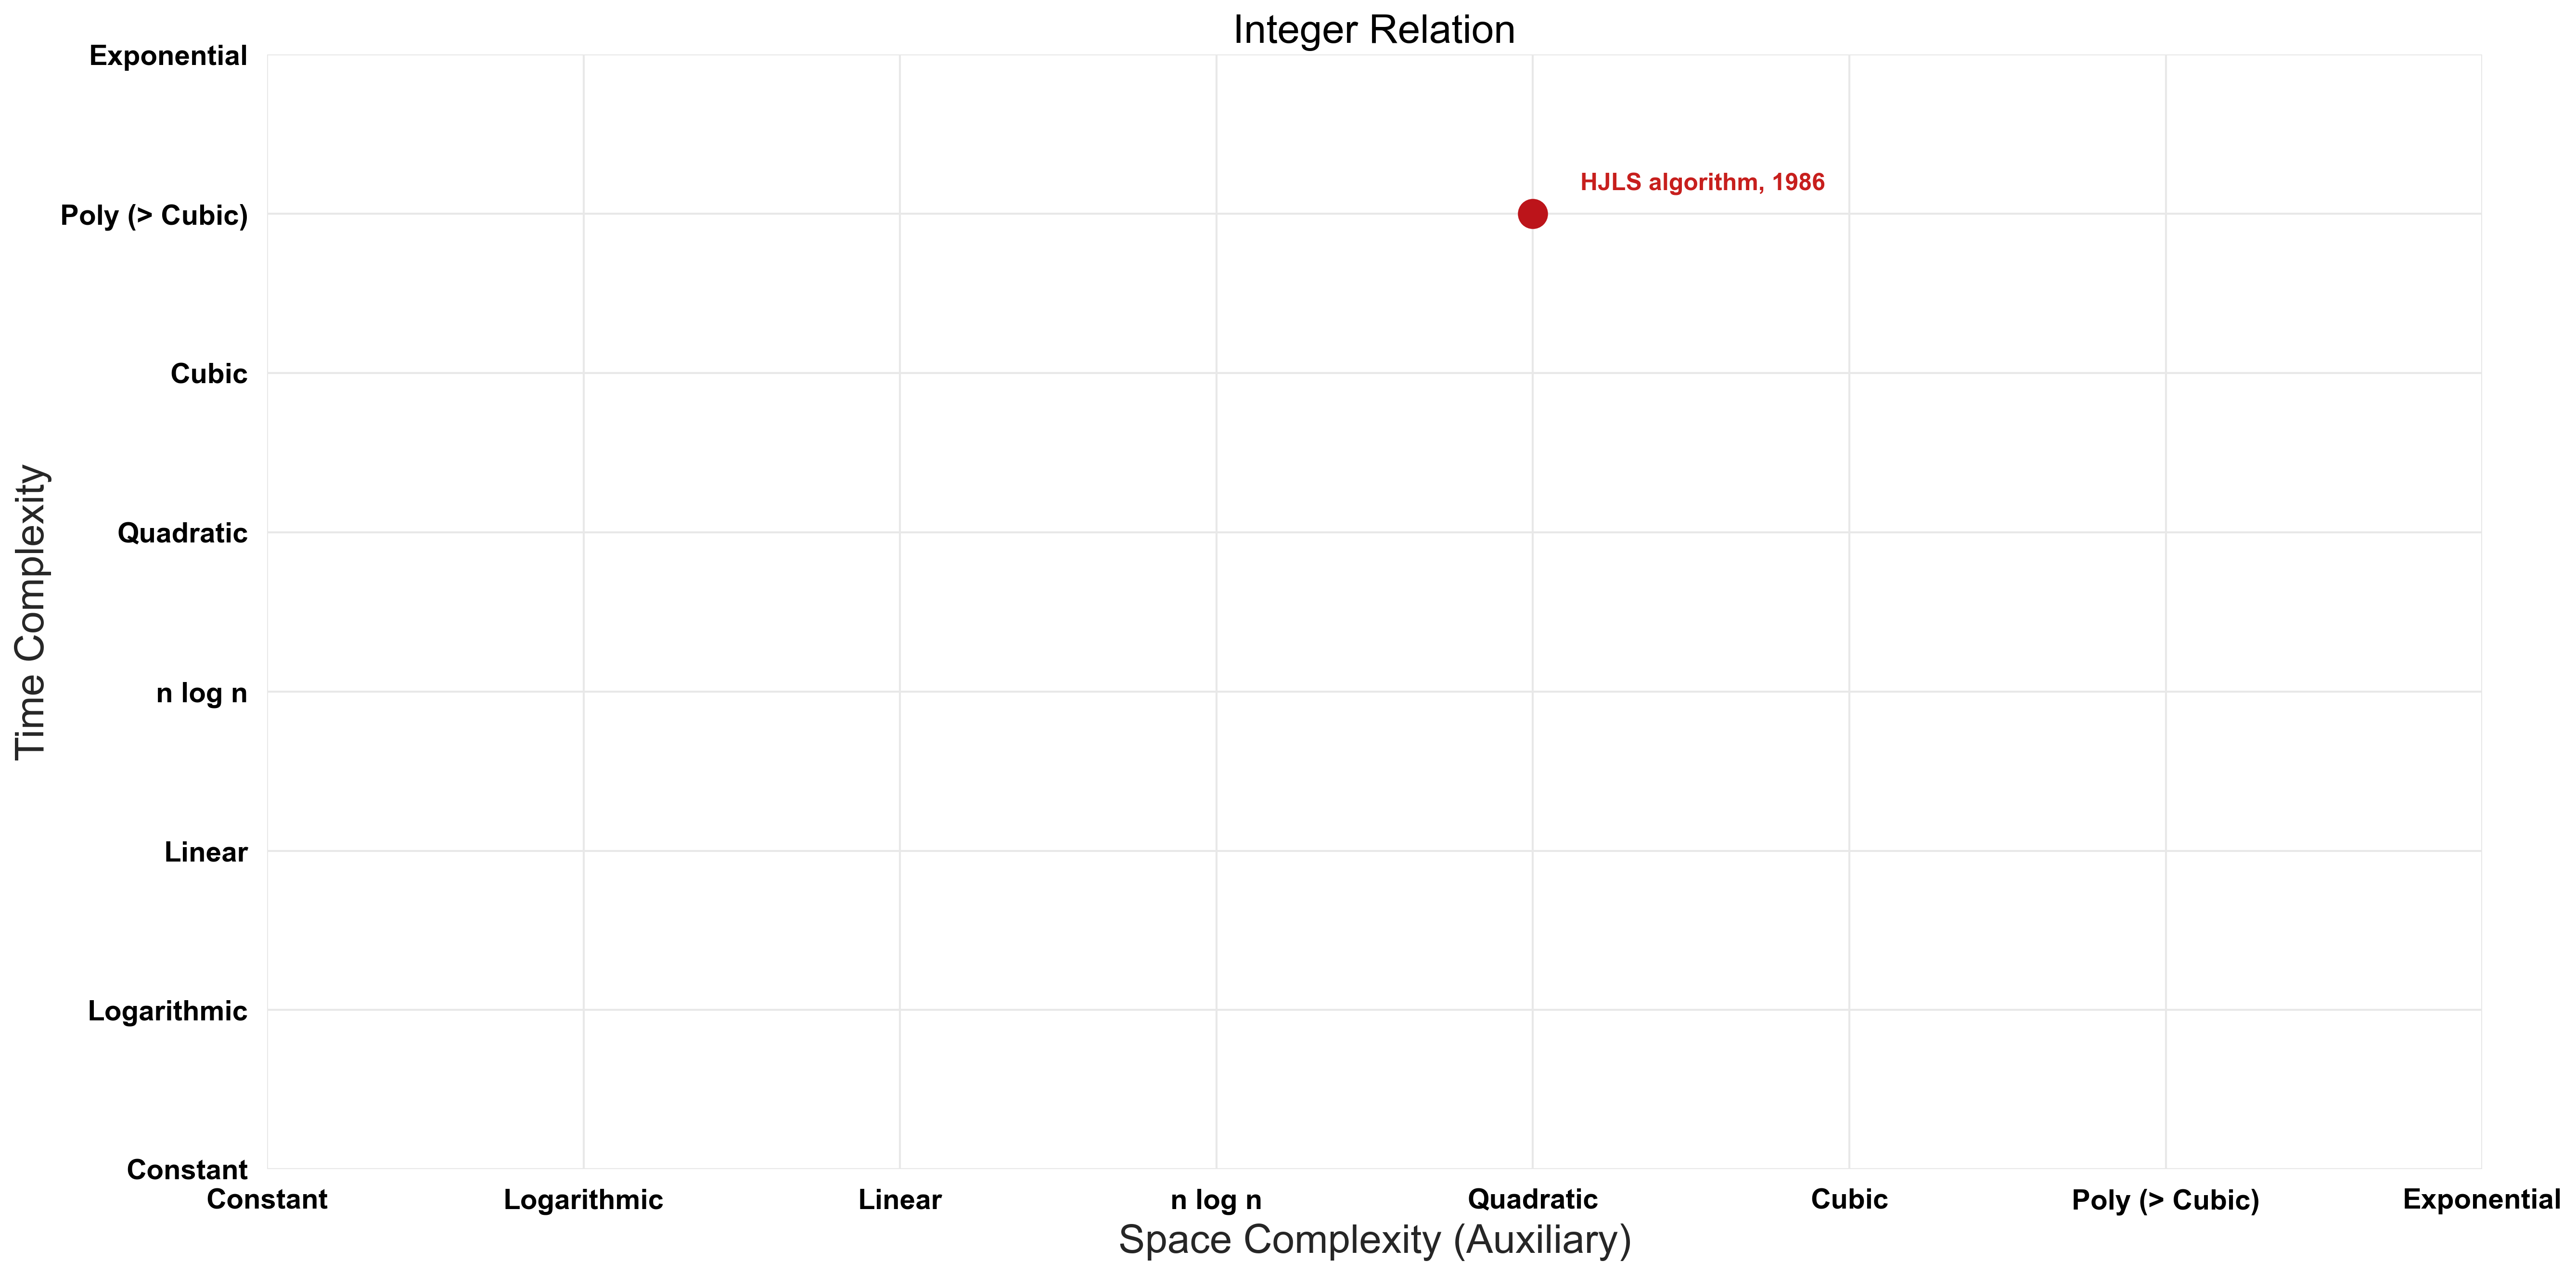 Integer Relation
Exponential
Poly (> Cubic)
Cubic
Quadratic
n log n
Linear
Logarithmic
Constant
Time Complexity
HJLS algorithm, 1986
Constant
Logarithmic
Linear
n log n
Quadratic
Cubic
Poly (> Cubic)
Exponential
Space Complexity (Auxiliary)